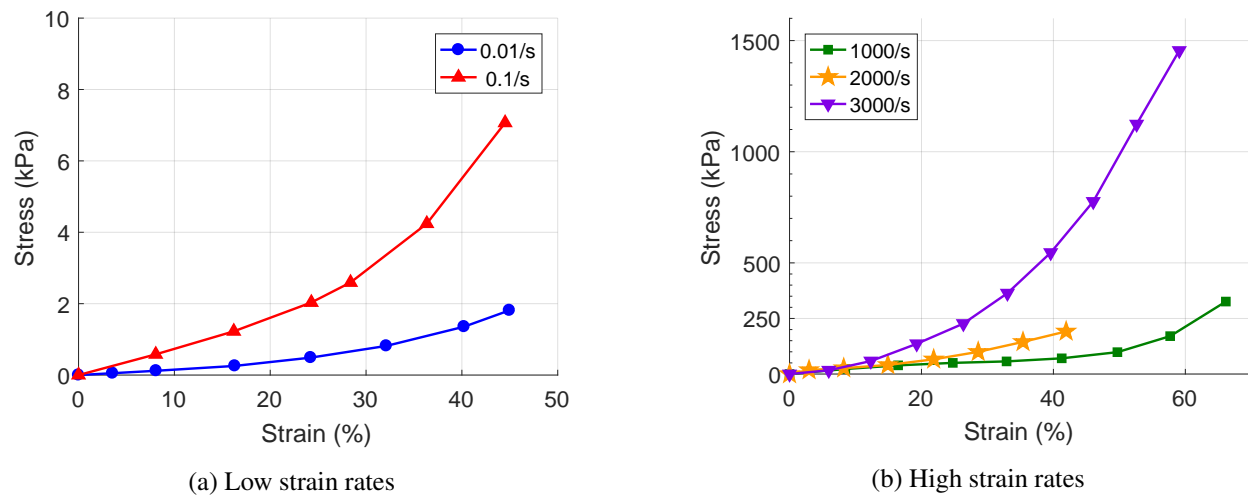 10
8
6
4
2
0
Stress (kPa)
0.01/s
0.1/s
0 10 20 30 40 50
Strain (%)
(a) Low strain rates
1500
1000
500
250
0
Stress (kPa)
1000/s
2000/s
3000/s
0 20 40 60
Strain (%)
(b) High strain rates